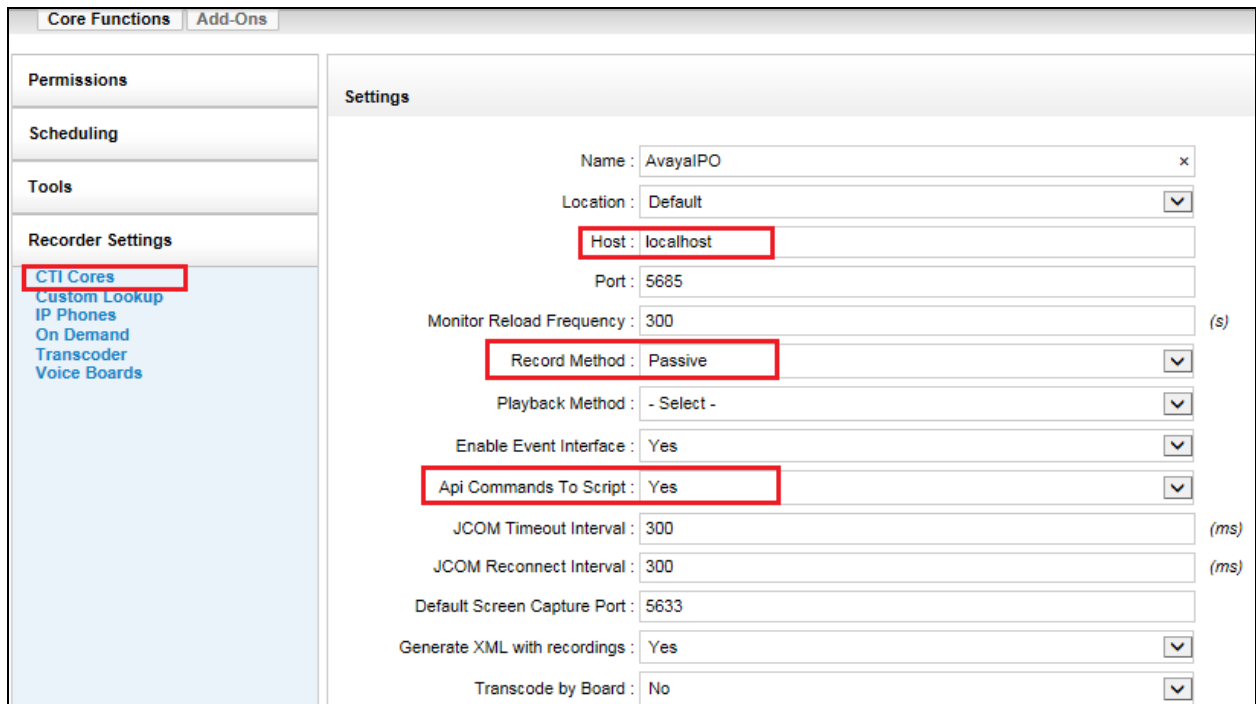 Core Functions Add-Ons
Permissions
Scheduling
Tools
Recorder Settings
CTI Cores
Custom Lookup
IP Phones
On Demand
Transcoder
Voice Boards
Settings
Name : AvayaIPO ×
Location : Default
Host : localhost
Port : 5685
Monitor Reload Frequency : 300 (s)
Record Method : Passive
Playback Method : - Select -
Enable Event Interface : Yes
Api Commands To Script : Yes
JCOM Timeout Interval : 300 (ms)
JCOM Reconnect Interval : 300 (ms)
Default Screen Capture Port : 5633
Generate XML with recordings : Yes
Transcode by Board : No